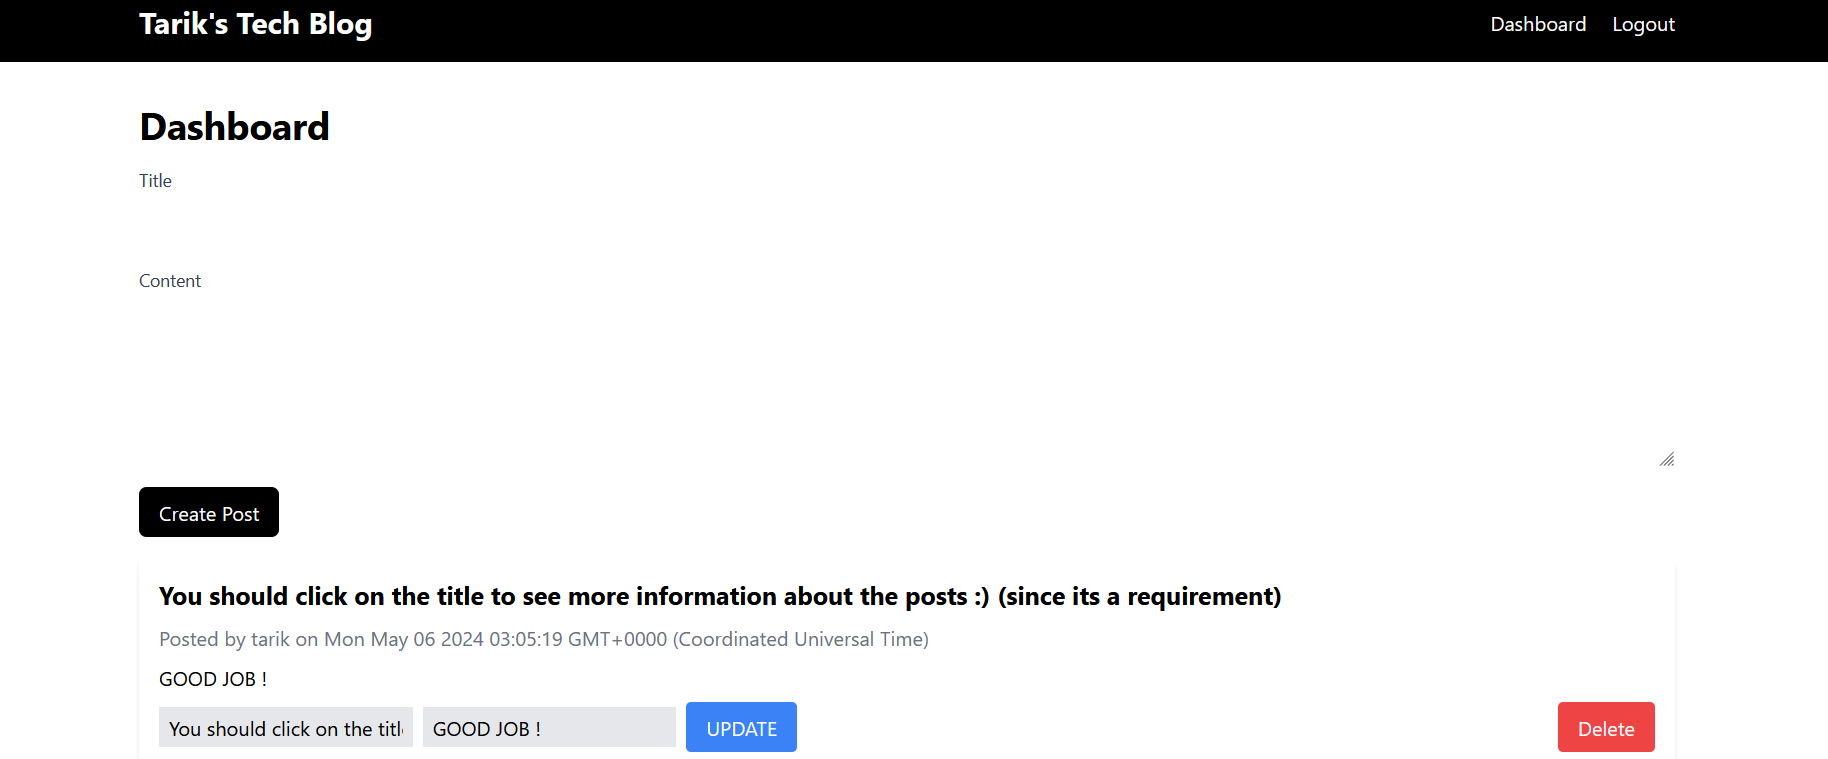 Tarik's Tech Blog
Dashboard Logout
Dashboard
Title
Content
Create Post
You should click on the title to see more information about the posts :) (since its a requirement)
Posted by tarik on Mon May 06 2024 03:05:19 GMT+0000 (Coordinated Universal Time)
GOOD JOB !
You should click on the titl GOOD JOB ! UPDATE Delete